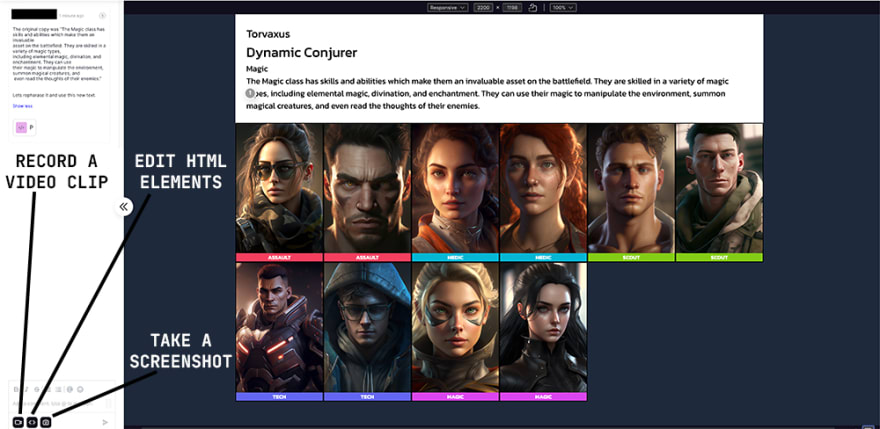 1 minute ago
The original copy was "The Magic class has
skills and abilities which make them an
invaluable
asset on the battlefield. They are skilled in a
variety of magic types,
including elemental magic, divination, and
enchantment. They can use
their magic to manipulate the environment,
summon magical creatures, and
even read the thoughts of their enemies."
Lets rephrase it and use this new text.
Show less
P
RECORD A
VIDEO CLIP
EDIT HTML
ELEMENTS
TAKE A
SCREENSHOT
Responsive
2200 × 1198
100%
Torvaxus
Dynamic Conjurer
Magic
The Magic class has skills and abilities which make them an invaluable asset on the battlefield. They are skilled in a variety of magic
pes, including elemental magic, divination, and enchantment. They can use their magic to manipulate the environment, summon
magical creatures, and even read the thoughts of their enemies.
1
ASSAULT
ASSAULT
MEDIC
MEDIC
SCOUT
SCOUT
TECH
TECH
MAGIC
MAGIC